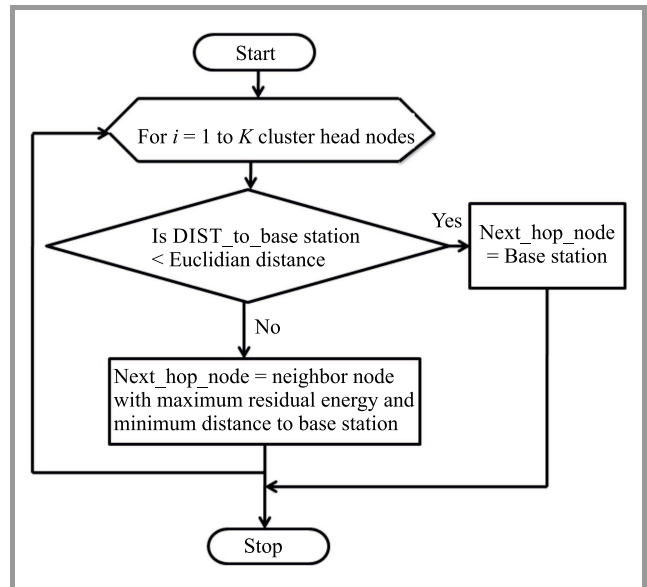 Start
For i = 1 to K cluster head nodes
Is DIST_to_base station
< Euclidian distance
Yes
Next_hop_node
= Base station
No
Next_hop_node = neighbor node
with maximum residual energy and
minimum distance to base station
Stop